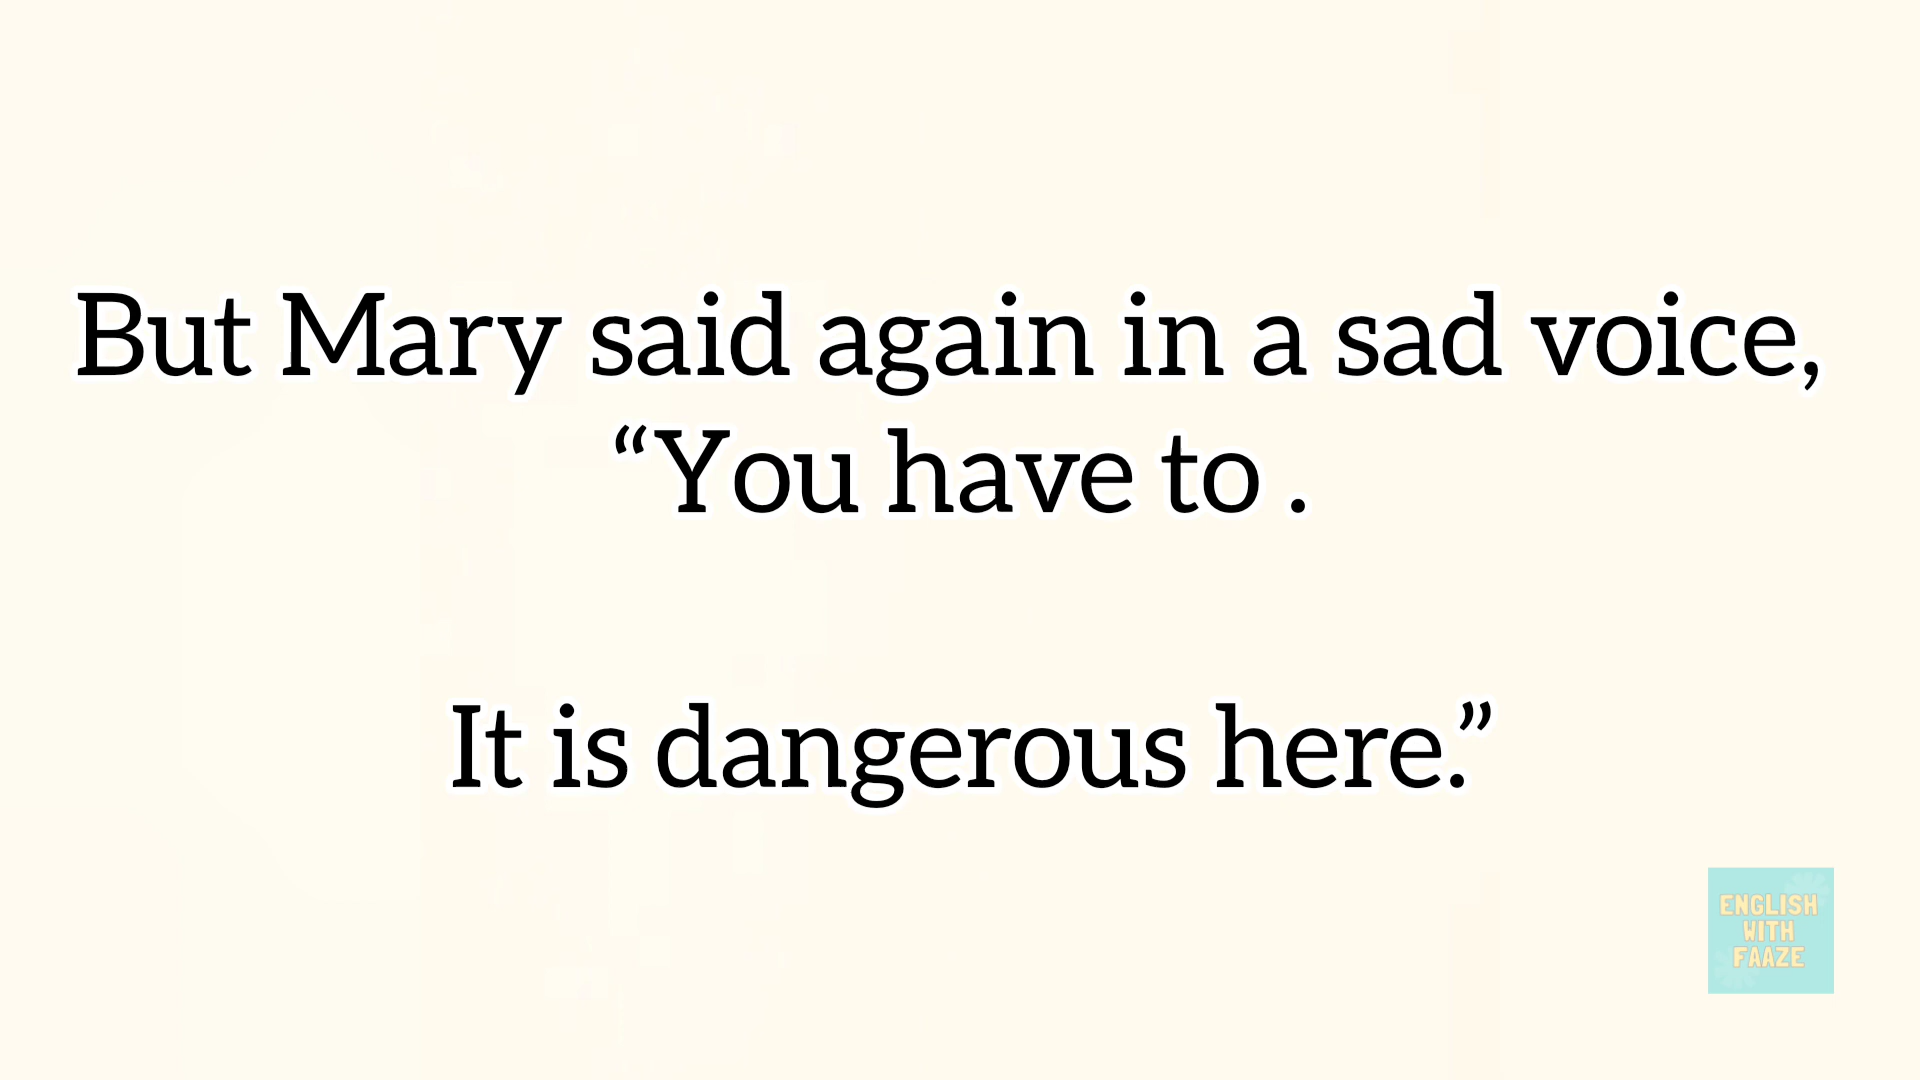 But Mary said again in a sad voice,
“You have to .
It is dangerous here.”
ENGLISH
WITH
FAAZE